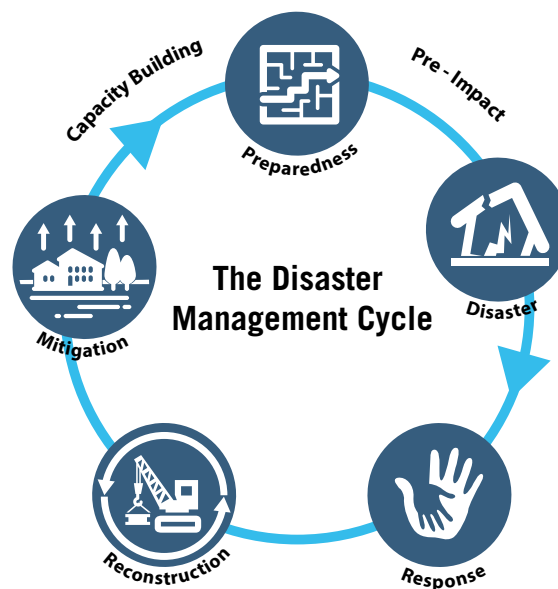 Capacity Building
Pre - Impact
Preparedness
The Disaster
Management Cycle
Disaster
Mitigation
Reconstruction
Response